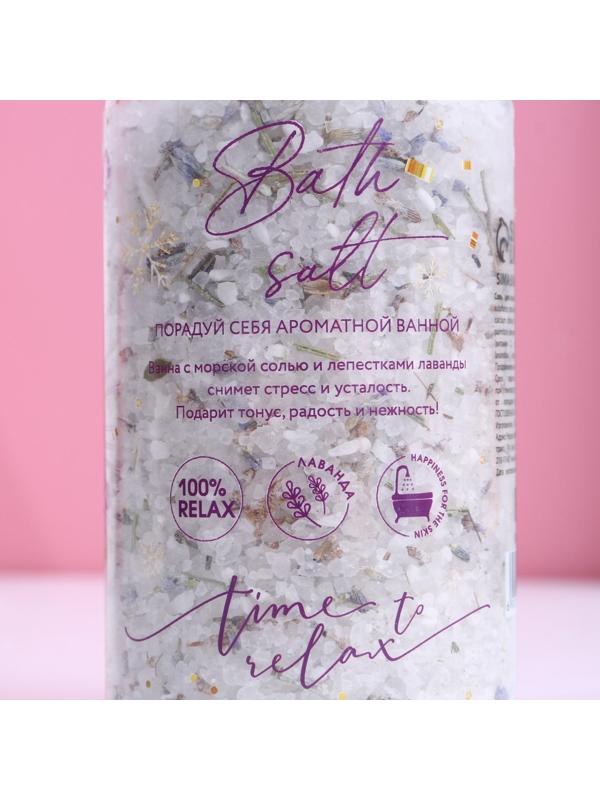 Bath
salt
ПОРАДУЙ СЕБЯ АРОМАТНОЙ ВАННОЙ
Ванна с морской солью и лепестками лаванды
снимет стресс и усталость.
Подарит тонус, радость и нежность!
100%
RELAX
ЛАВАНДА
HAPPINESS FOR THE SKIN
time to
relax